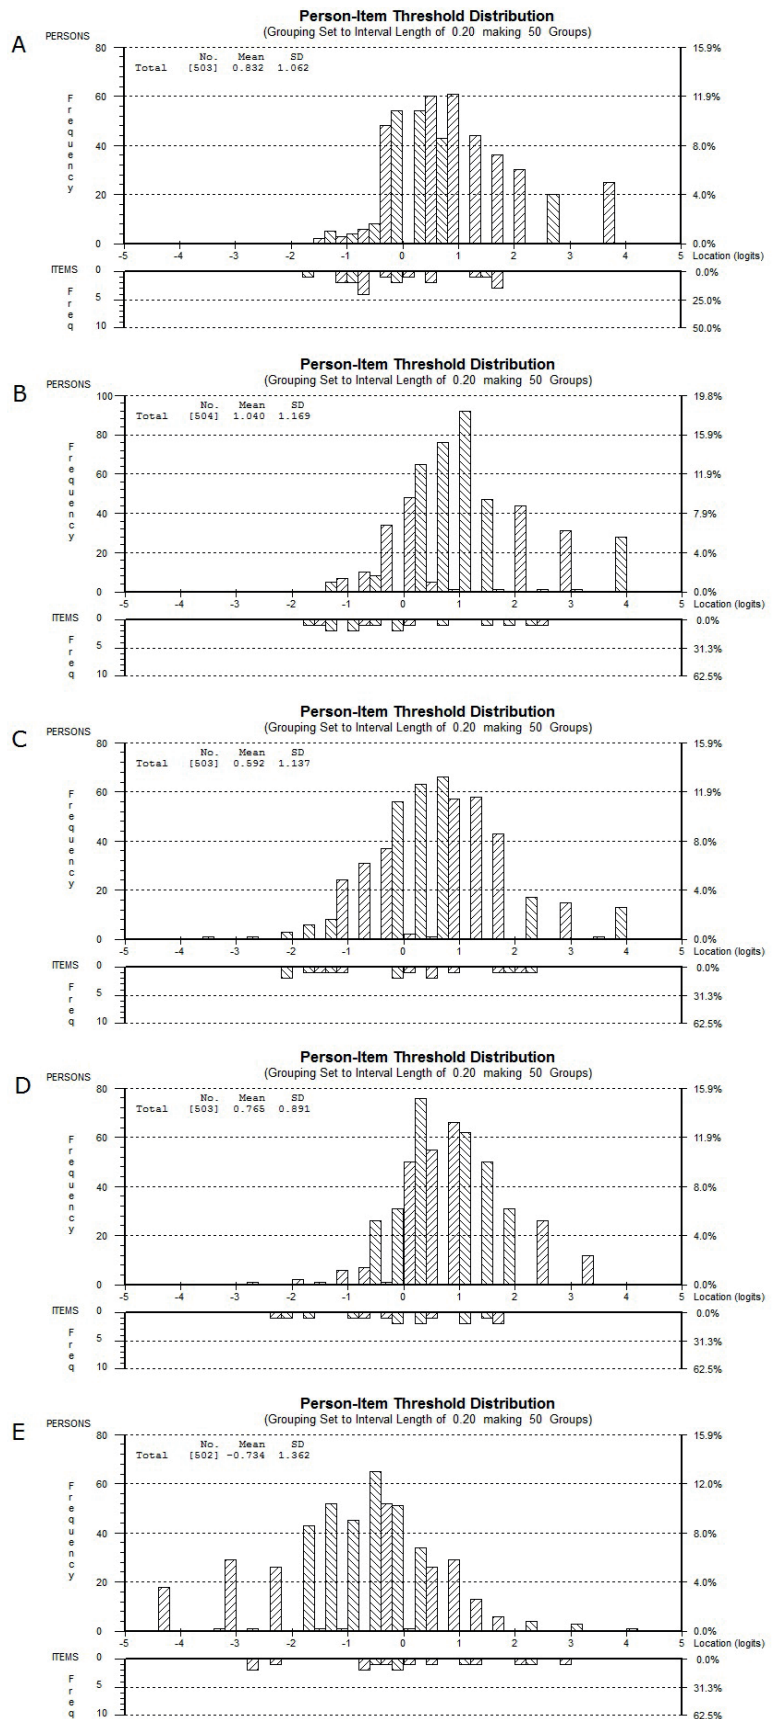 A
Person-Item Threshold Distribution
PERSONS (Grouping Set to Interval Length of 0.20 making 50 Groups)
No. Mean SD
Total [503] 0.832 1.062
80 60 40 20 0
Frequency
15.9% 11.9% 8.0% 4.0% 0.0%
-5 -4 -3 -2 -1 0 1 2 3 4 5 Location (logits)
ITEMS 0 5 10
Freq
0.0% 25.0% 50.0%
B
Person-Item Threshold Distribution
PERSONS (Grouping Set to Interval Length of 0.20 making 50 Groups)
No. Mean SD
Total [504] 1.040 1.169
100 80 60 40 20 0
Frequency
19.8% 15.9% 11.9% 7.9% 4.0% 0.0%
-5 -4 -3 -2 -1 0 1 2 3 4 5 Location (logits)
ITEMS 0 5 10
Freq
0.0% 31.3% 62.5%
C
Person-Item Threshold Distribution
PERSONS (Grouping Set to Interval Length of 0.20 making 50 Groups)
No. Mean SD
Total [503] 0.592 1.137
80 60 40 20 0
Frequency
15.9% 11.9% 8.0% 4.0% 0.0%
-5 -4 -3 -2 -1 0 1 2 3 4 5 Location (logits)
ITEMS 0 5 10
Freq
0.0% 31.3% 62.5%
D
Person-Item Threshold Distribution
PERSONS (Grouping Set to Interval Length of 0.20 making 50 Groups)
No. Mean SD
Total [503] 0.765 0.891
80 60 40 20 0
Frequency
15.9% 11.9% 8.0% 4.0% 0.0%
-5 -4 -3 -2 -1 0 1 2 3 4 5 Location (logits)
ITEMS 0 5 10
Freq
0.0% 31.3% 62.5%
E
Person-Item Threshold Distribution
PERSONS (Grouping Set to Interval Length of 0.20 making 50 Groups)
No. Mean SD
Total [502] -0.734 1.362
80 60 40 20 0
Frequency
15.9% 12.0% 8.0% 4.0% 0.0%
-5 -4 -3 -2 -1 0 1 2 3 4 5 Location (logits)
ITEMS 0 5 10
Freq
0.0% 31.3% 62.5%